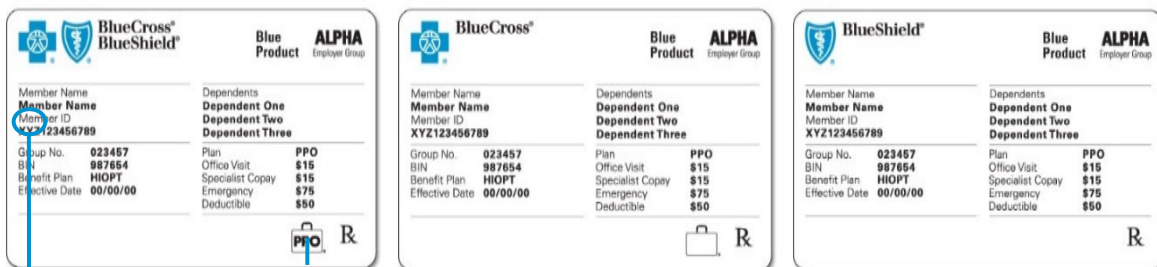 BlueCross®
BlueShield®
Blue
Product
ALPHA
Employer Group
Member Name
Member Name
Member ID
XYZ123456789
Dependents
Dependent One
Dependent Two
Dependent Three
Group No. 023457
BIN 987654
Benefit Plan HIOPT
Effective Date 00/00/00
Plan PPO
Office Visit $15
Specialist Copay $15
Emergency $75
Deductible $50
PPO
Rx
BlueCross®
Blue
Product
ALPHA
Employer Group
Member Name
Member Name
Member ID
XYZ123456789
Dependents
Dependent One
Dependent Two
Dependent Three
Group No. 023457
BIN 987654
Benefit Plan HIOPT
Effective Date 00/00/00
Plan PPO
Office Visit $15
Specialist Copay $15
Emergency $75
Deductible $50
Rx
BlueShield®
Blue
Product
ALPHA
Employer Group
Member Name
Member Name
Member ID
XYZ123456789
Dependents
Dependent One
Dependent Two
Dependent Three
Group No. 023457
BIN 987654
Benefit Plan HIOPT
Effective Date 00/00/00
Plan PPO
Office Visit $15
Specialist Copay $15
Emergency $75
Deductible $50
Rx